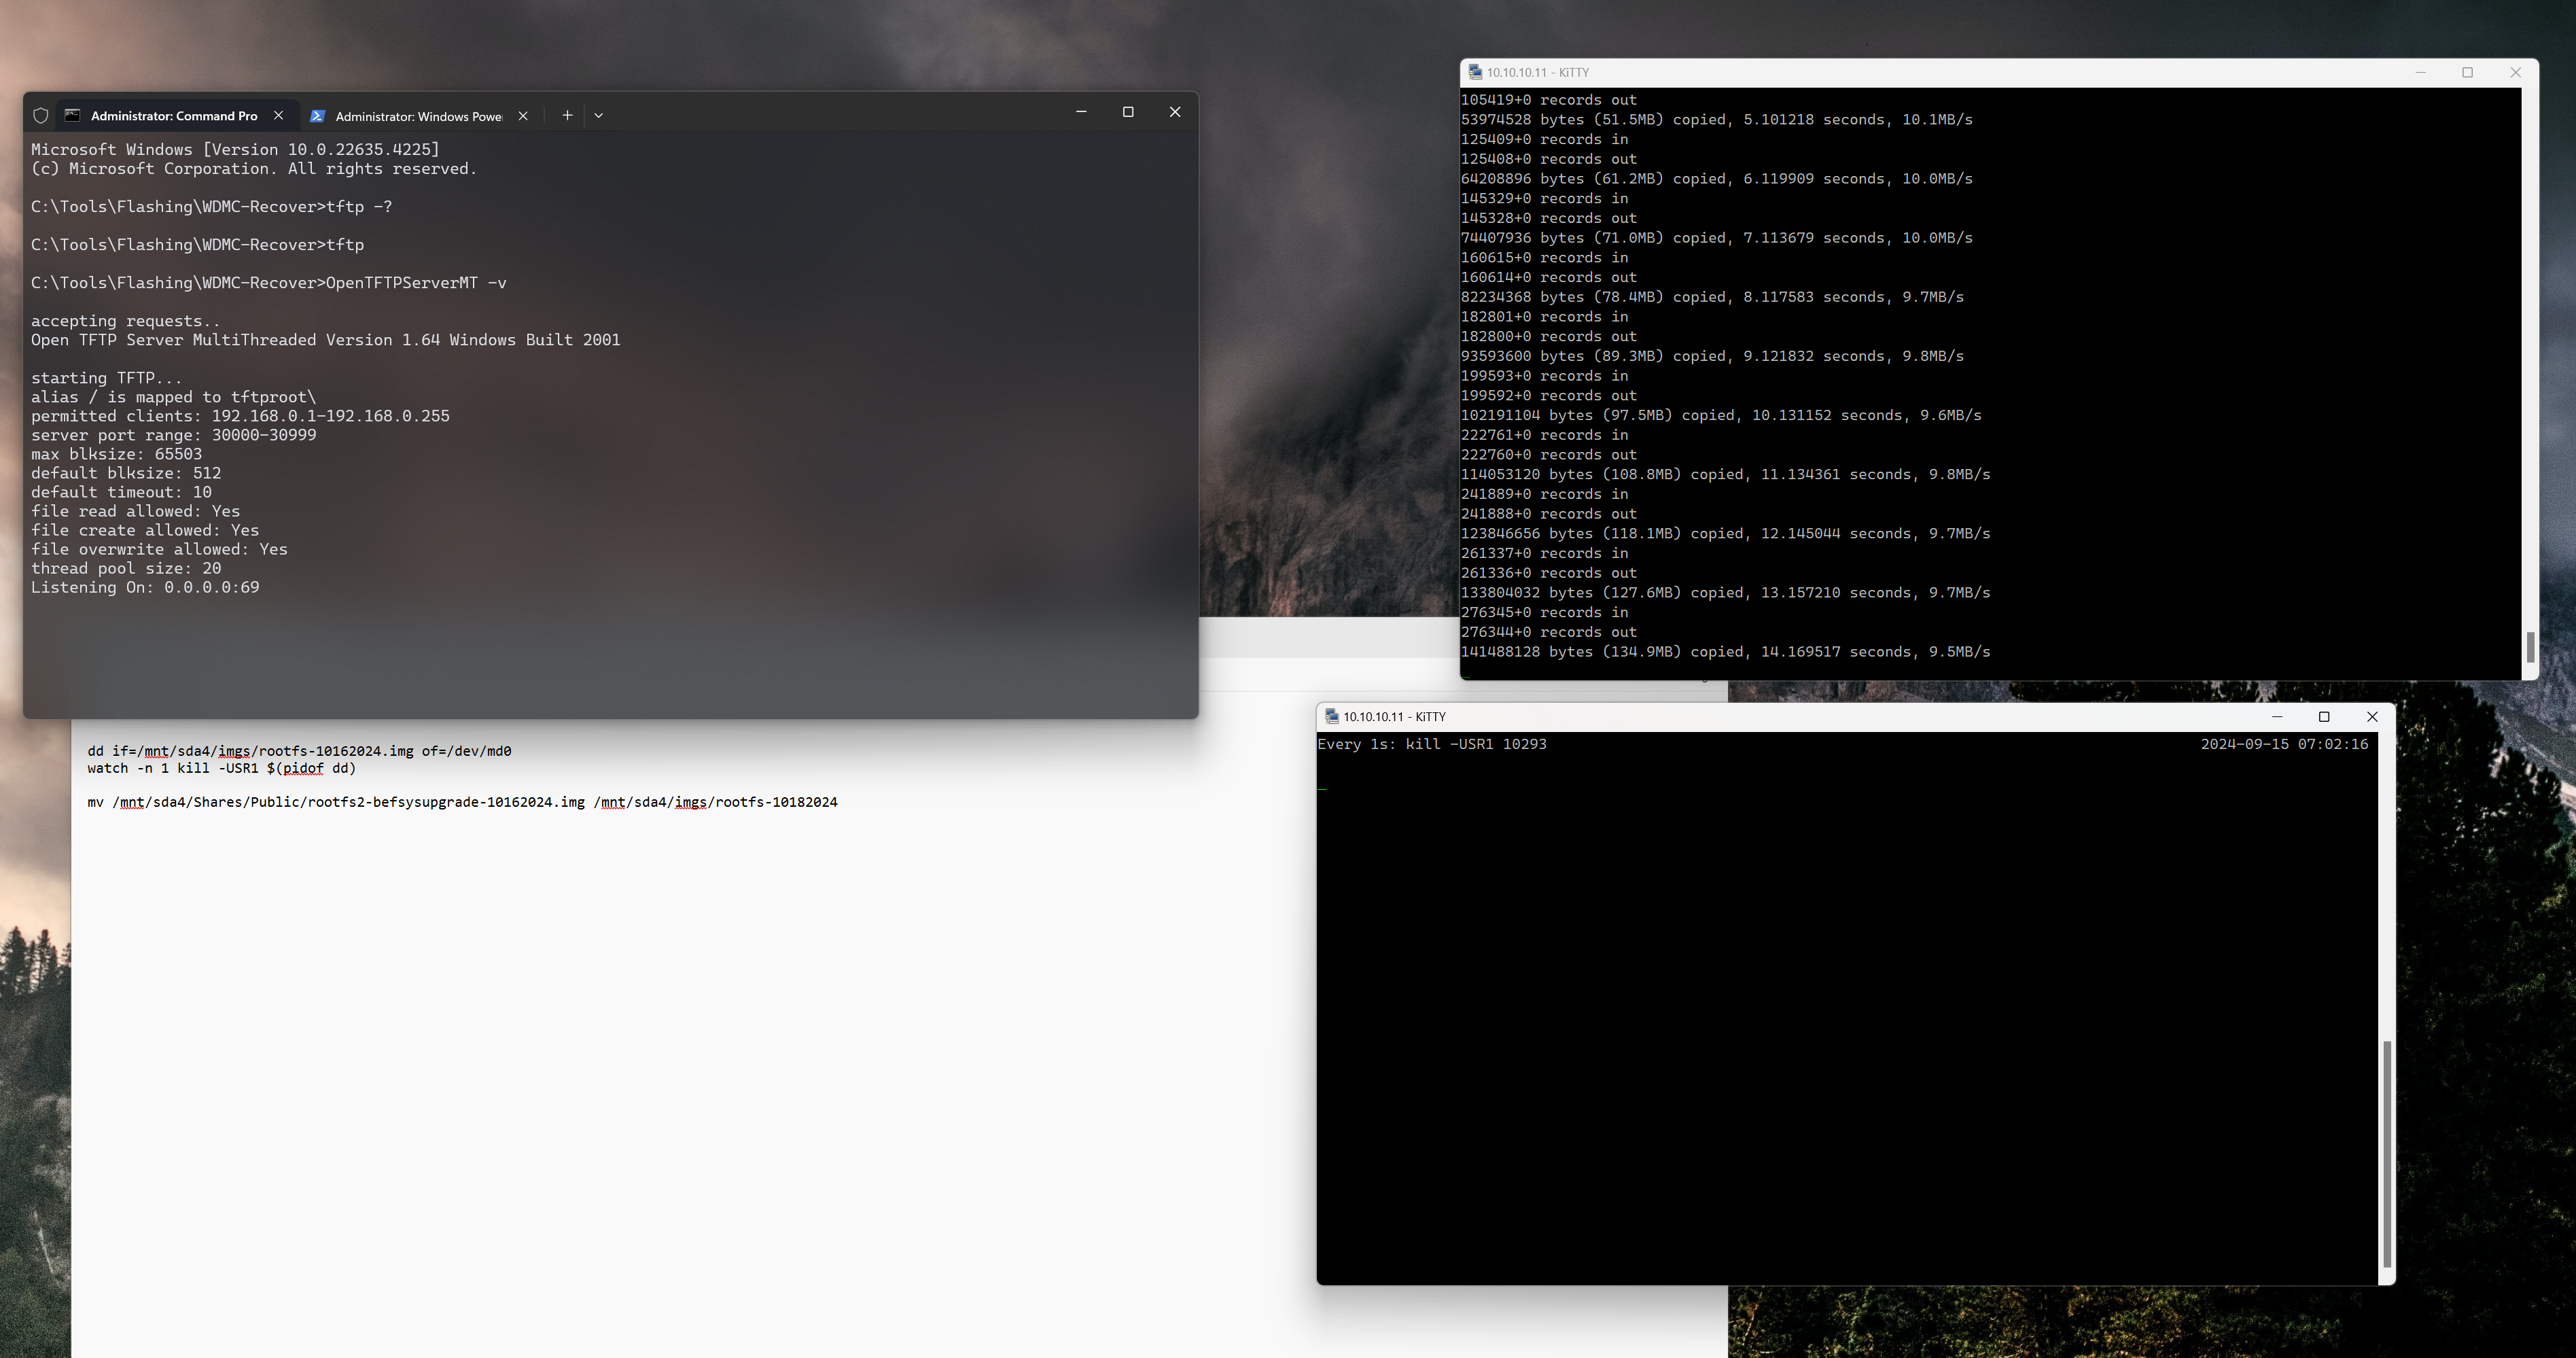 Administrator: Command Pro
Administrator: Windows Powe
Microsoft Windows [Version 10.0.22635.4225]
(c) Microsoft Corporation. All rights reserved.
C:\Tools\Flashing\WDMC-Recover>tftp -?
C:\Tools\Flashing\WDMC-Recover>tftp
C:\Tools\Flashing\WDMC-Recover>OpenTFTPServerMT -v
accepting requests..
Open TFTP Server MultiThreaded Version 1.64 Windows Built 2001
starting TFTP...
alias / is mapped to tftproot\
permitted clients: 192.168.0.1-192.168.0.255
server port range: 30000-30999
max blksize: 65503
default blksize: 512
default timeout: 10
file read allowed: Yes
file create allowed: Yes
file overwrite allowed: Yes
thread pool size: 20
Listening On: 0.0.0.0:69
10.10.10.11 - KiTTY
105419+0 records out
53974528 bytes (51.5MB) copied, 5.101218 seconds, 10.1MB/s
125409+0 records in
125408+0 records out
64208896 bytes (61.2MB) copied, 6.119909 seconds, 10.0MB/s
145329+0 records in
145328+0 records out
74407936 bytes (71.0MB) copied, 7.113679 seconds, 10.0MB/s
160615+0 records in
160614+0 records out
82234368 bytes (78.4MB) copied, 8.117583 seconds, 9.7MB/s
182801+0 records in
182800+0 records out
93593600 bytes (89.3MB) copied, 9.121832 seconds, 9.8MB/s
199593+0 records in
199592+0 records out
102191104 bytes (97.5MB) copied, 10.131152 seconds, 9.6MB/s
222761+0 records in
222760+0 records out
114053120 bytes (108.8MB) copied, 11.134361 seconds, 9.8MB/s
241889+0 records in
241888+0 records out
123846656 bytes (118.1MB) copied, 12.145044 seconds, 9.7MB/s
261337+0 records in
261336+0 records out
133804032 bytes (127.6MB) copied, 13.157210 seconds, 9.7MB/s
276345+0 records in
276344+0 records out
141488128 bytes (134.9MB) copied, 14.169517 seconds, 9.5MB/s
dd if=/mnt/sda4/imgs/rootfs-10162024.img of=/dev/md0
watch -n 1 kill -USR1 $(pidof dd)
mv /mnt/sda4/Shares/Public/rootfs2-befsysupgrade-10162024.img /mnt/sda4/imgs/rootfs-10182024
10.10.10.11 - KiTTY
Every 1s: kill -USR1 10293 2024-09-15 07:02:16